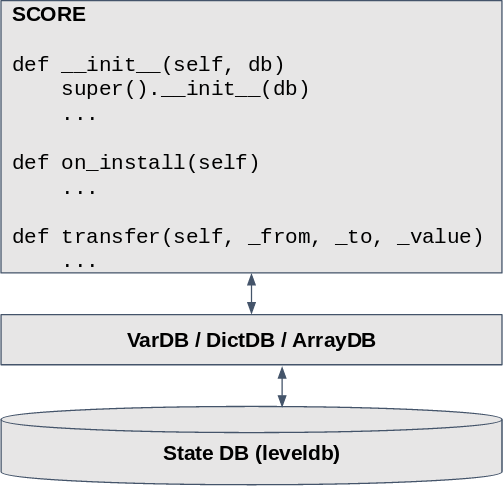 SCORE
def __init__(self, db)
    super().__init__(db)
    ...
def on_install(self)
    ...
def transfer(self, _from, _to, _value)
    ...
VarDB / DictDB / ArrayDB
State DB (leveldb)